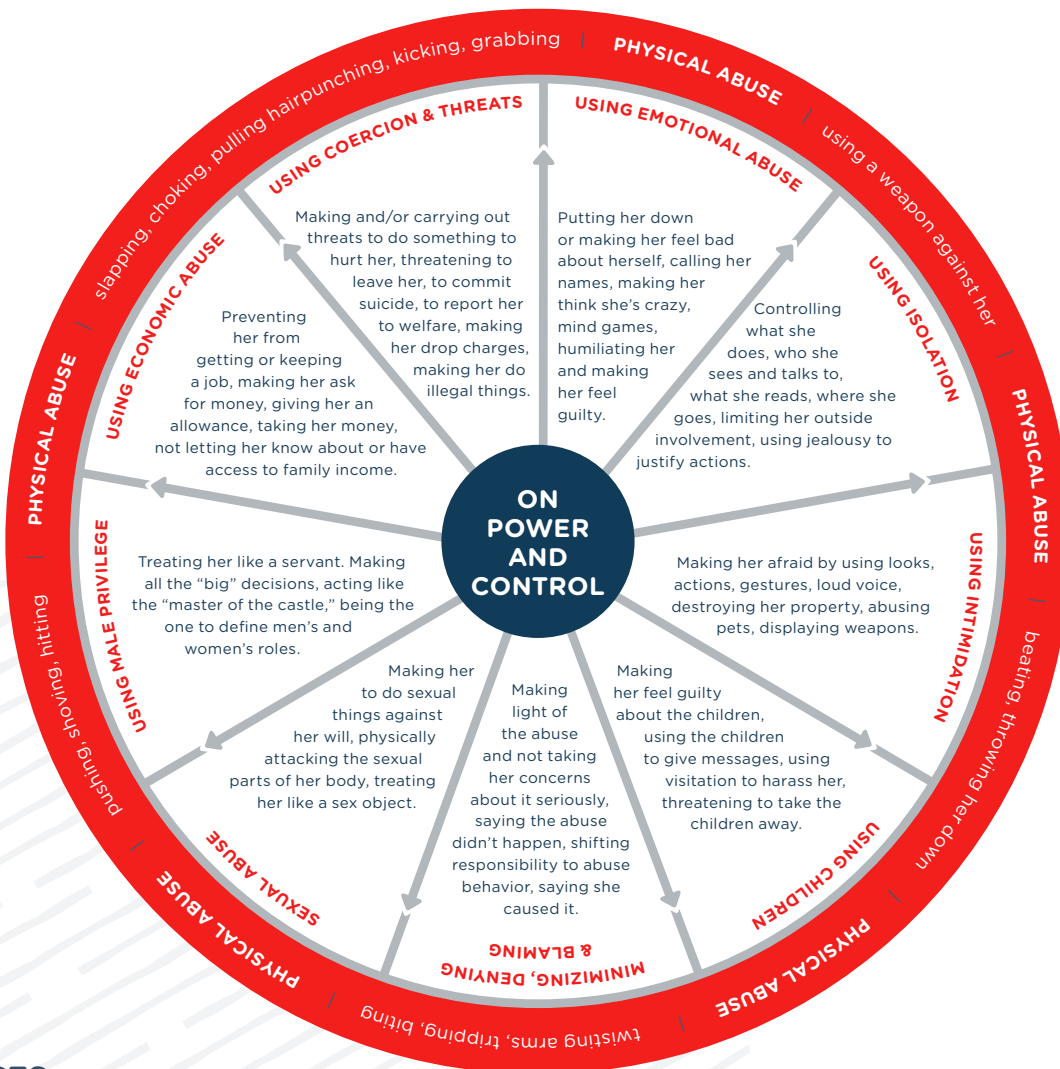 slapping, choking, pulling hairpunching, kicking, grabbing
PHYSICAL ABUSE
using a weapon against her
PHYSICAL ABUSE
beating, throwing her down
PHYSICAL ABUSE
twisting arms, tripping, biting
PHYSICAL ABUSE
pushing, shoving, hitting
PHYSICAL ABUSE
ON
POWER
AND
CONTROL
USING COERCION & THREATS
Making and/or carrying out
threats to do something to
hurt her, threatening to
leave her, to commit
suicide, to report her
to welfare, making
her drop charges,
making her do
illegal things.
USING EMOTIONAL ABUSE
Putting her down
or making her feel bad
about herself, calling her
names, making her
think she's crazy,
mind games,
humiliating her
and making
her feel
guilty.
USING ISOLATION
Controlling
what she
does, who she
sees and talks to,
what she reads, where she
goes, limiting her outside
involvement, using jealousy to
justify actions.
USING INTIMIDATION
Making her afraid by using looks,
actions, gestures, loud voice,
destroying her property, abusing
pets, displaying weapons.
USING CHILDREN
Making
her feel guilty
about the children,
using the children
to give messages, using
visitation to harass her,
threatening to take the
children away.
MINIMIZING, DENYING
& BLAMING
Making
light of
the abuse
and not taking
her concerns
about it seriously,
saying the abuse
didn't happen, shifting
responsibility to abuse
behavior, saying she
caused it.
SEXUAL ABUSE
Making her
to do sexual
things against
her will, physically
attacking the sexual
parts of her body, treating
her like a sex object.
USING MALE PRIVILEGE
Treating her like a servant. Making
all the “big” decisions, acting like
the “master of the castle,” being the
one to define men's and
women's roles.
USING ECONOMIC ABUSE
Preventing
her from
getting or keeping
a job, making her ask
for money, giving her an
allowance, taking her money,
not letting her know about or have
access to family income.